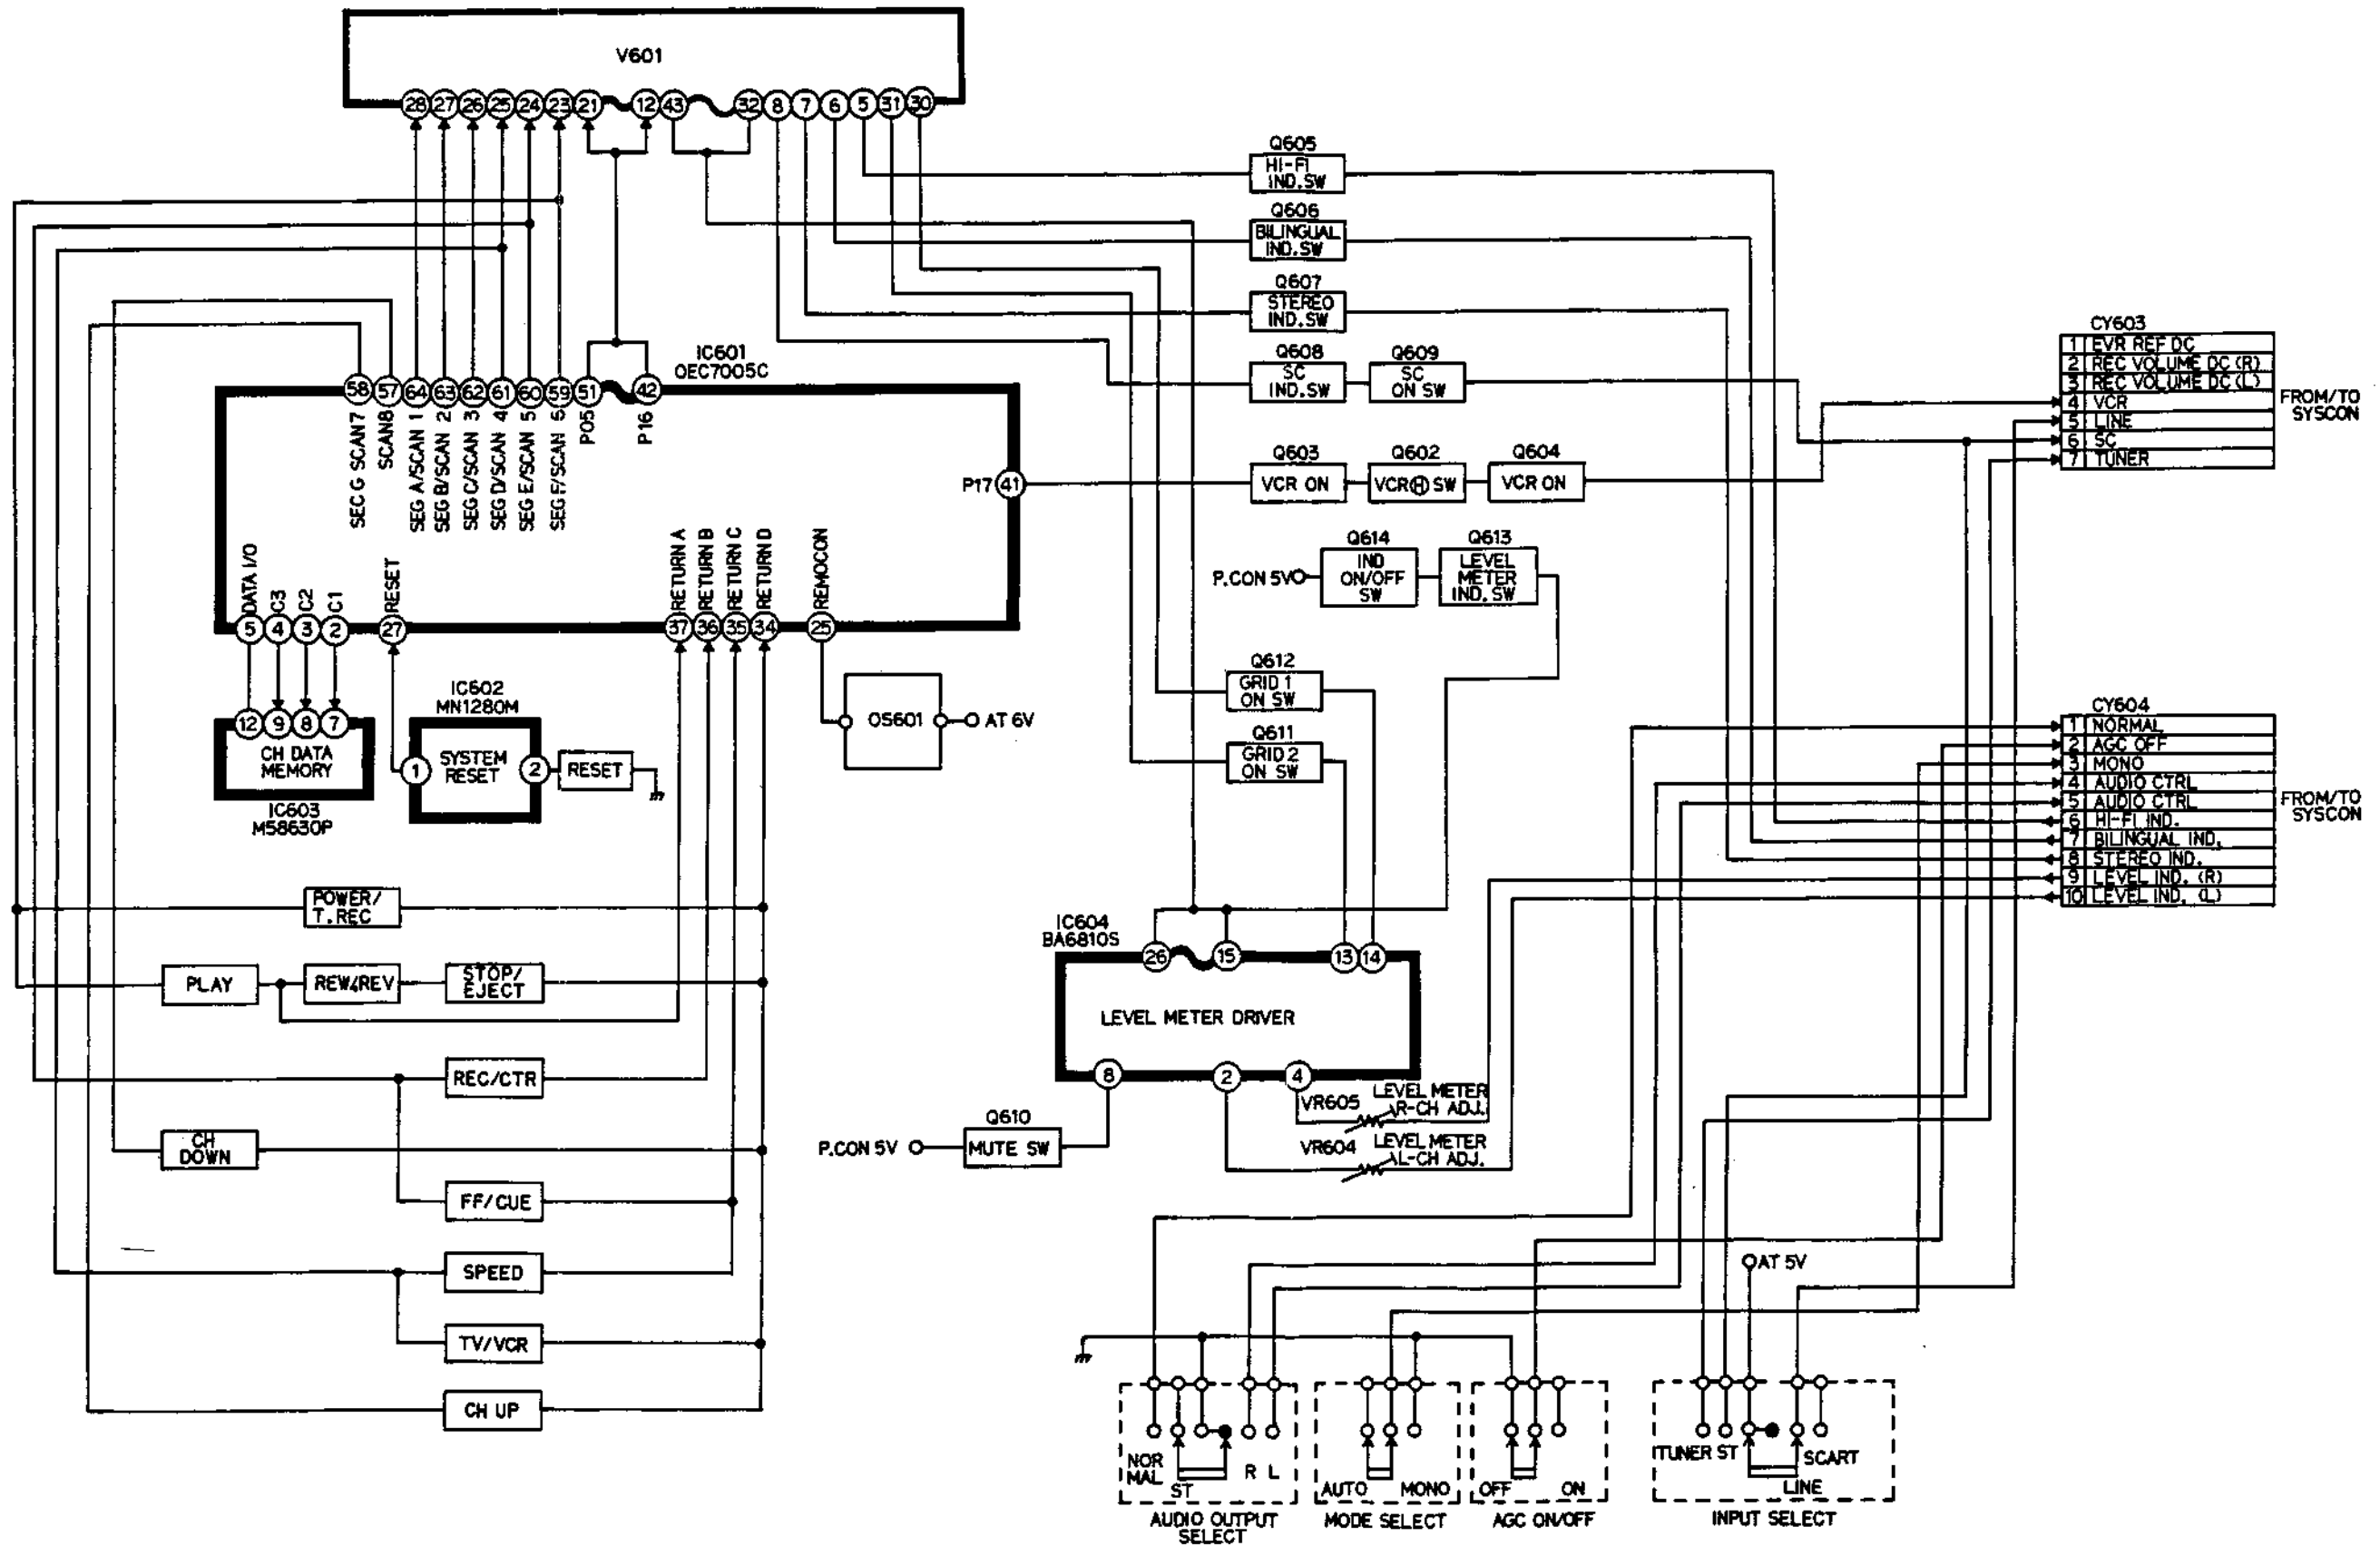 V601
28 27 26 25 24 23 21 12 43 32 8 7 6 5 31 30
Q605
HI-FI
IND.SW
Q606
BILINGUAL
IND.SW
Q607
STEREO
IND.SW
Q608
SC
IND.SW
Q609
SC
ON SW
CY603
1 EVR REF DC
2 REC VOLUME DC (R)
3 REC VOLUME DC (L)
4 VCR
5 LINE
6 SC
7 TUNER
FROM/TO
SYSCON
IC601
OEC7005C
58 57 64 63 62 61 60 59 51 42
SEC G SCAN7
SCAN8
SEG A/SCAN 1
SEG B/SCAN 2
SEG C/SCAN 3
SEG D/SCAN 4
SEG E/SCAN 5
SEG F/SCAN 6
P05
P16
P17 41
Q603
VCR ON
Q602
VCR H SW
Q604
VCR ON
DATA I/O
C3
C2
C1
RESET
RETURN A
RETURN B
RETURN C
RETURN D
REMOCON
5 4 3 2 27 37 36 35 34 25
P.CON 5V
Q614
IND
ON/OFF
SW
Q613
LEVEL
METER
IND.SW
12 9 8 7
CH DATA
MEMORY
IC603
M58630P
IC602
MN1280M
1
SYSTEM
RESET
2
RESET
OS601
AT 6V
Q612
GRID 1
ON SW
Q611
GRID 2
ON SW
CY604
1 NORMAL
2 AGC OFF
3 MONO
4 AUDIO CTRL
5 AUDIO CTRL
6 HI-FI IND.
7 BILINGUAL IND.
8 STEREO IND.
9 LEVEL IND. (R)
10 LEVEL IND. (L)
FROM/TO
SYSCON
POWER/
T.REC
PLAY
REW/REV
STOP/
EJECT
REC/CTR
CH
DOWN
FF/CUE
SPEED
TV/VCR
CH UP
IC604
BA6810S
26 15 13 14
LEVEL METER DRIVER
8 2 4
VR605
LEVEL METER
R-CH ADJ.
VR604
LEVEL METER
L-CH ADJ.
P.CON 5V
Q610
MUTE SW
AT 5V
NOR
MAL
ST
R L
AUDIO OUTPUT
SELECT
AUTO
MONO
MODE SELECT
OFF
ON
AGC ON/OFF
TUNER ST
SCART
LINE
INPUT SELECT